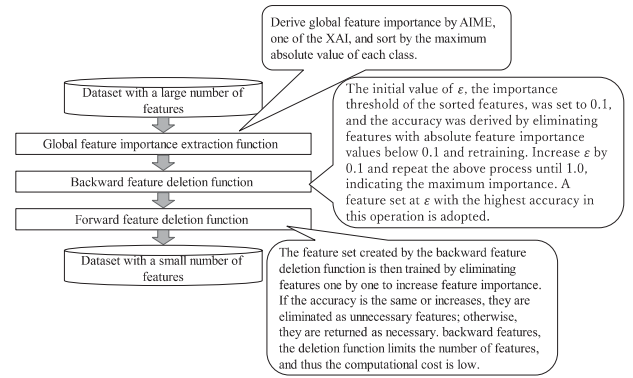 Derive global feature importance by AIME,
one of the XAI, and sort by the maximum
absolute value of each class.
Dataset with a large number of
features
Global feature importance extraction function
Backward feature deletion function
Forward feature deletion function
Dataset with a small number of
features
The initial value of ε, the importance
threshold of the sorted features, was set to 0.1,
and the accuracy was derived by eliminating
features with absolute feature importance
values below 0.1 and retraining. Increase ε by
0.1 and repeat the above process until 1.0,
indicating the maximum importance. A
feature set at ε with the highest accuracy in
this operation is adopted.
The feature set created by the backward feature
deletion function is then trained by eliminating
features one by one to increase feature importance.
If the accuracy is the same or increases, they are
eliminated as unnecessary features; otherwise,
they are returned as necessary. backward features,
the deletion function limits the number of features,
and thus the computational cost is low.